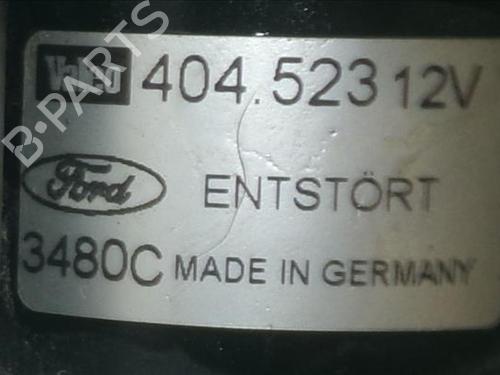 Valeo 404.523 12V
Ford ENTSTÖRT
3480C MADE IN GERMANY
B-PARTS